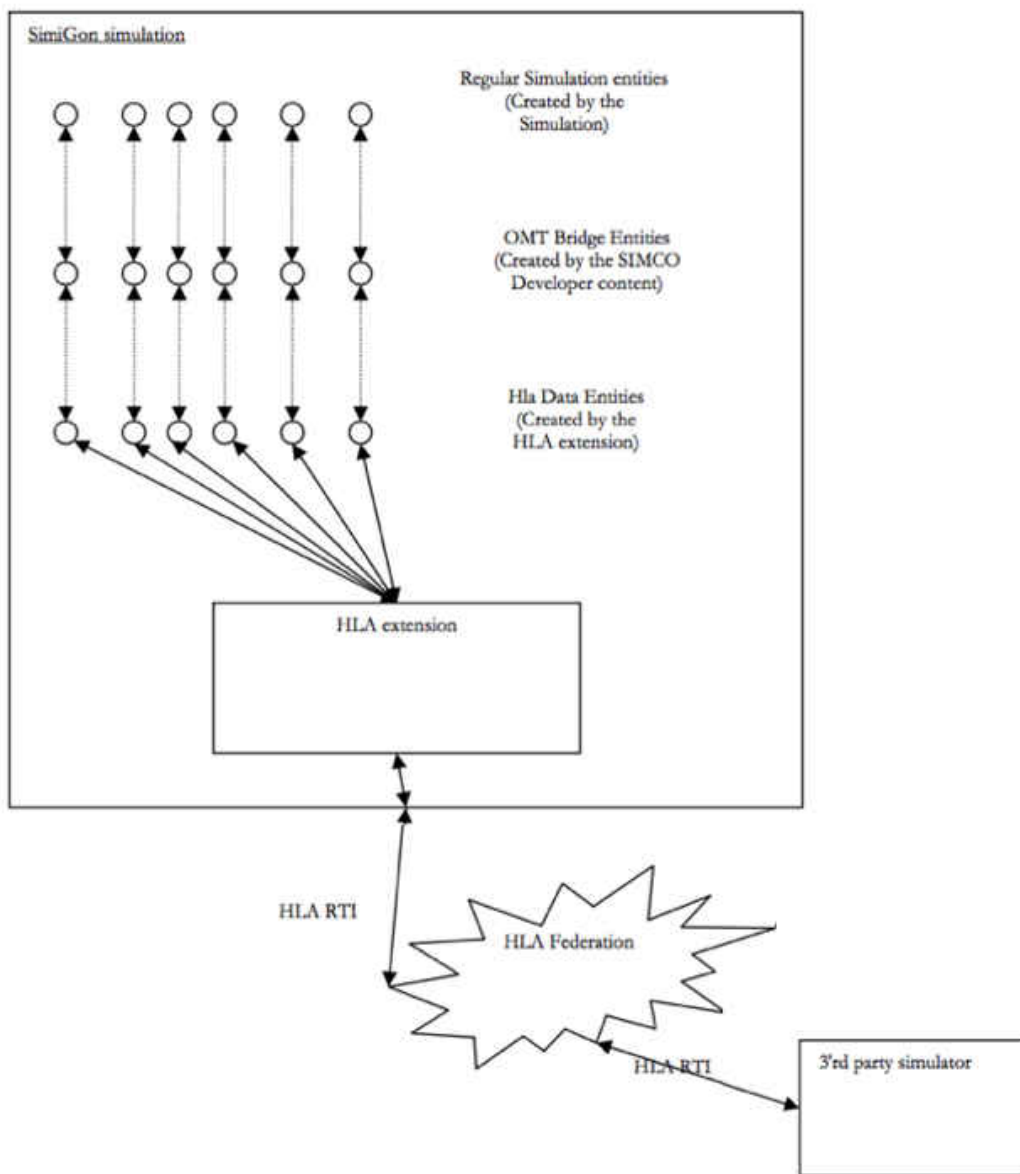 SimiGon simulation
Regular Simulation entities
(Created by the
Simulation)
OMT Bridge Entities
(Created by the SIMCO
Developer content)
Hla Data Entities
(Created by the
HLA extension)
HLA extension
HLA RTI
HLA Federation
HLA RTI
3'rd party simulator